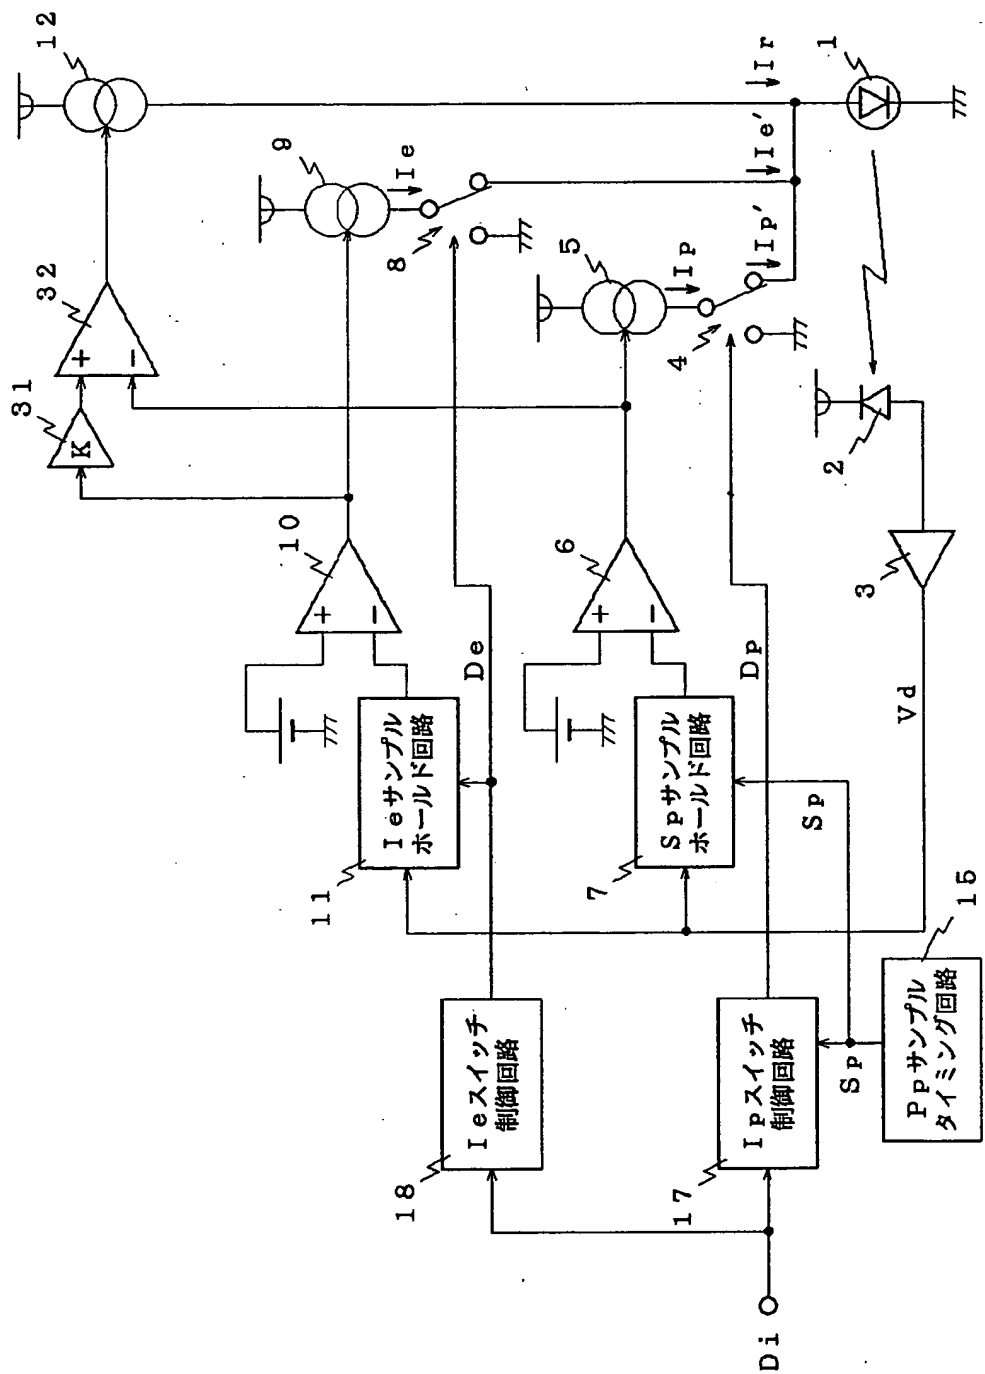 12
32
31
K
+
−
9
Ie
8
10
+
−
De
11
Ieサンプル
ホールド回路
18
Ieスイッチ
制御回路
5
Ip
4
6
+
−
Dp
7
Spサンプル
ホールド回路
Sp
17
Ipスイッチ
制御回路
Sp
15
Ppサンプル
タイミング回路
Di
Ir
Ie′
Ip′
1
2
3
Vd